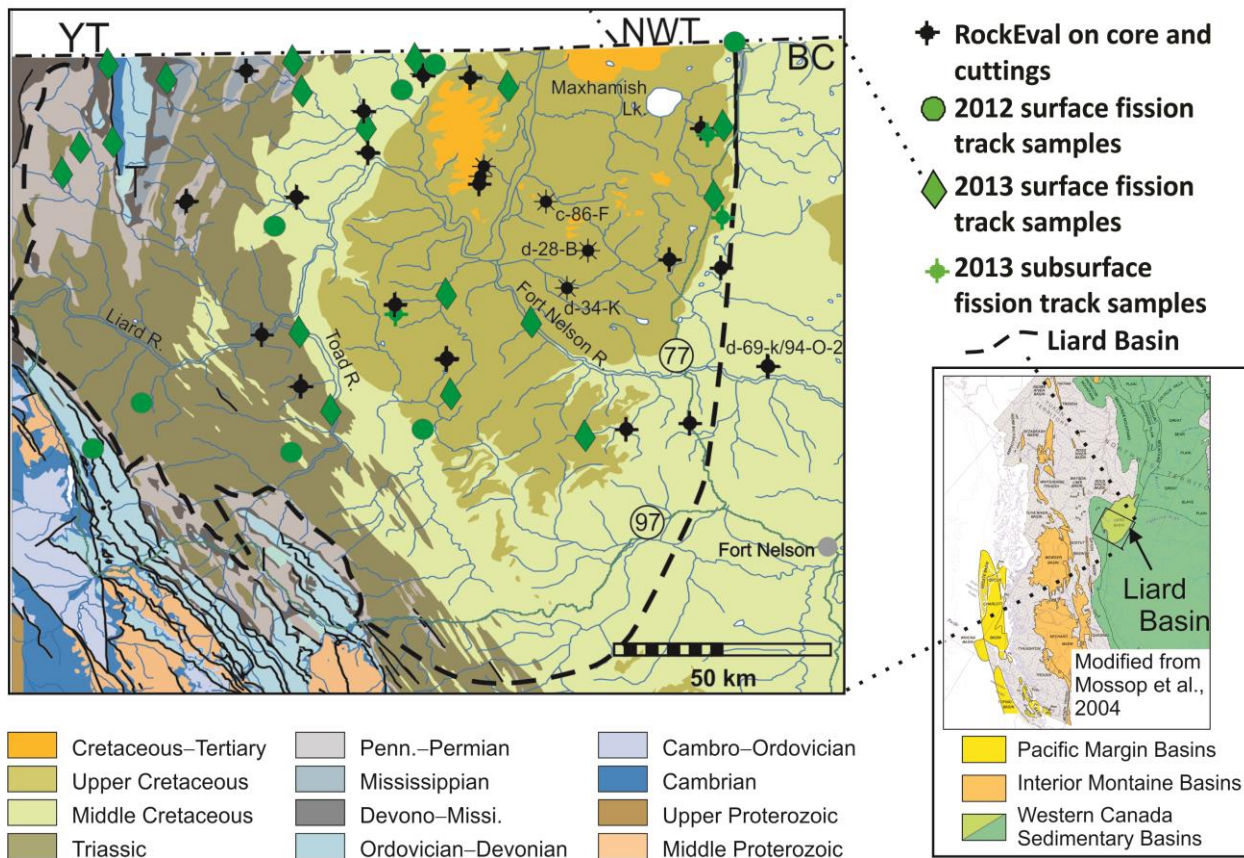 YT
NWT
BC
Maxhamish
Lk.
T
c-86-F
d-28-B
d-34-K
Liard R.
Toad R.
Fort Nelson R.
77
d-69-k/94-O-2
97
Fort Nelson
50 km
RockEval on core and
cuttings
2012 surface fission
track samples
2013 surface fission
track samples
2013 subsurface
fission track samples
Liard Basin
Liard
Basin
Modified from
Mossop et al.,
2004
Pacific Margin Basins
Interior Montaine Basins
Western Canada
Sedimentary Basins
Cretaceous–Tertiary
Upper Cretaceous
Middle Cretaceous
Triassic
Penn.–Permian
Mississippian
Devono–Missi.
Ordovician–Devonian
Cambro–Ordovician
Cambrian
Upper Proterozoic
Middle Proterozoic